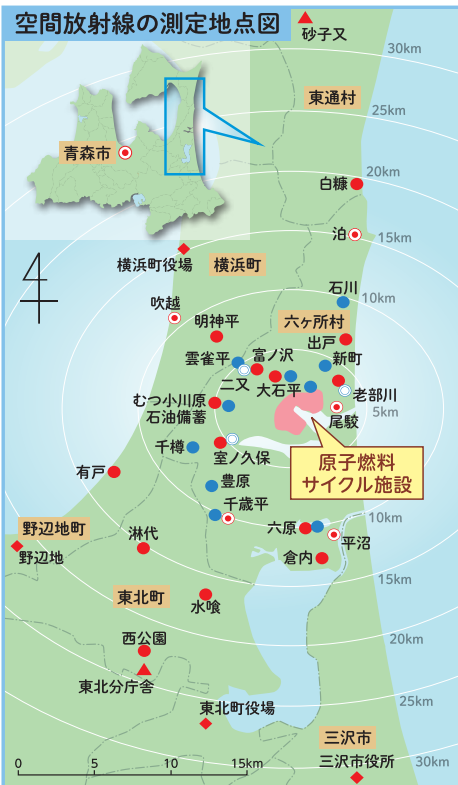 空間放射線の測定地点図
砂子又
30km
東通村
25km
青森市
20km
白糠
泊
15km
横浜町役場
横浜町
石川
10km
吹越
六ヶ所村
明神平
出戸
雲雀平
富ノ沢
新町
二又
大石平
老部川
むつ小川原
石油備蓄
5km
尾駮
千樽
室ノ久保
原子燃料
サイクル施設
有戸
豊原
千歳平
10km
野辺地町
淋代
六原
平沼
野辺地
倉内
15km
東北町
水喰
西公園
20km
東北分庁舎
25km
東北町役場
三沢市
三沢市役所
30km
0 5 10 15km